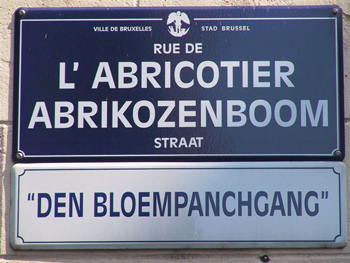 VILLE DE BRUXELLES STAD BRUSSEL
RUE DE
L' ABRICOTIER
ABRIKOZENBOOM
STRAAT
"DEN BLOEMPANCHGANG"